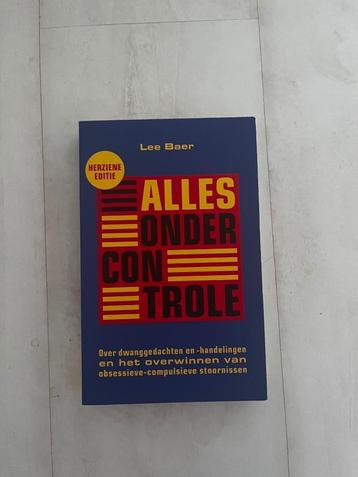 Lee Baer
HERZIENE
EDITIE
ALLES
ONDER
CON
TROLE
Over dwanggedachten en -handelingen
en het overwinnen van
obsessieve-compulsieve stoornissen